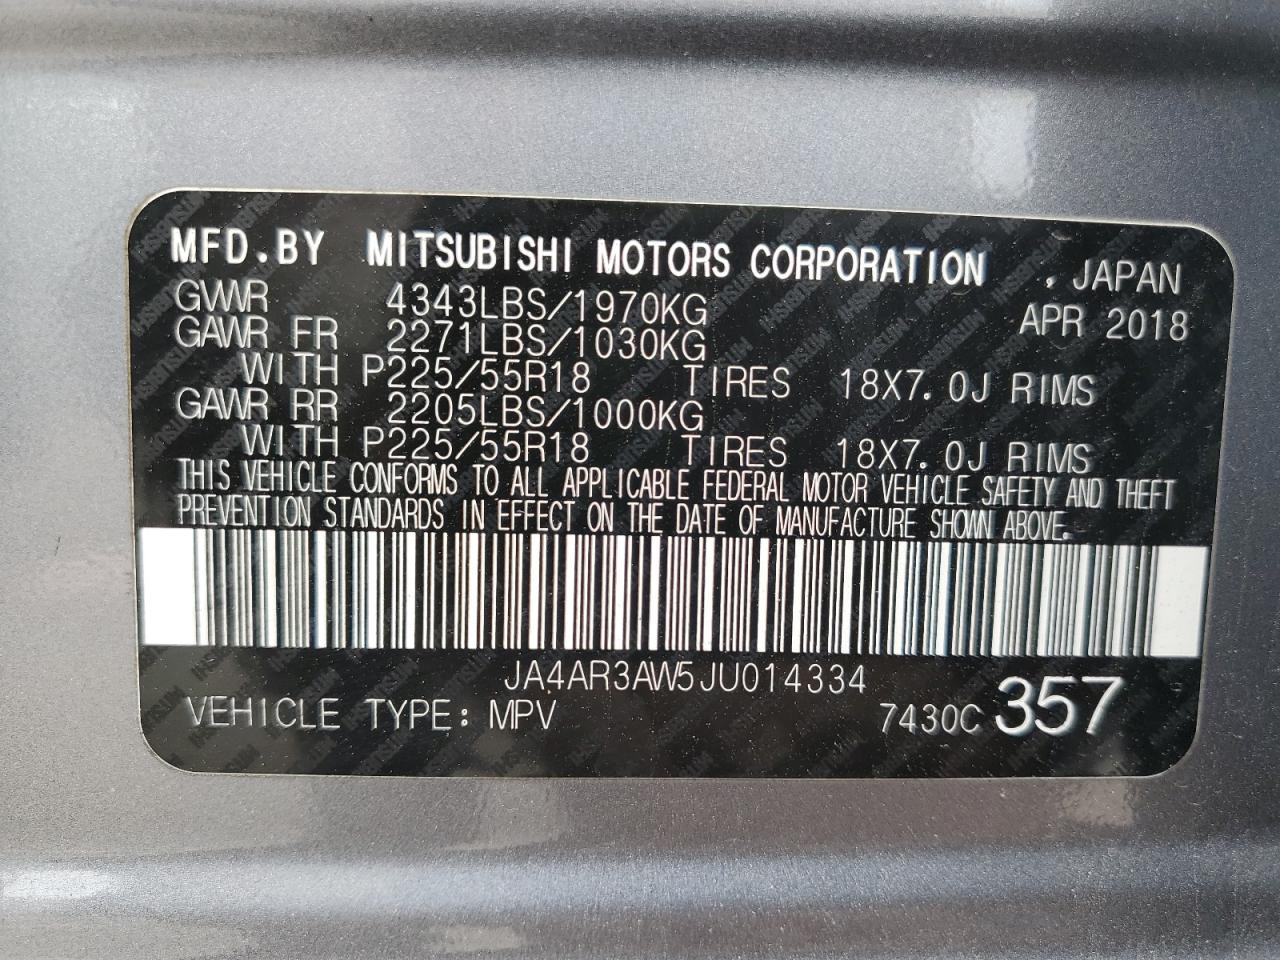 MFD.BY MITSUBISHI MOTORS CORPORATION , JAPAN
GVWR 4343LBS/1970KG APR 2018
GAWR FR 2271LBS/1030KG
WITH P225/55R18 TIRES 18X7.0J RIMS
GAWR RR 2205LBS/1000KG
WITH P225/55R18 TIRES 18X7.0J RIMS
THIS VEHICLE CONFORMS TO ALL APPLICABLE FEDERAL MOTOR VEHICLE SAFETY AND THEFT
PREVENTION STANDARDS IN EFFECT ON THE DATE OF MANUFACTURE SHOWN ABOVE.
JA4AR3AW5JU014334
VEHICLE TYPE: MPV 7430C 357